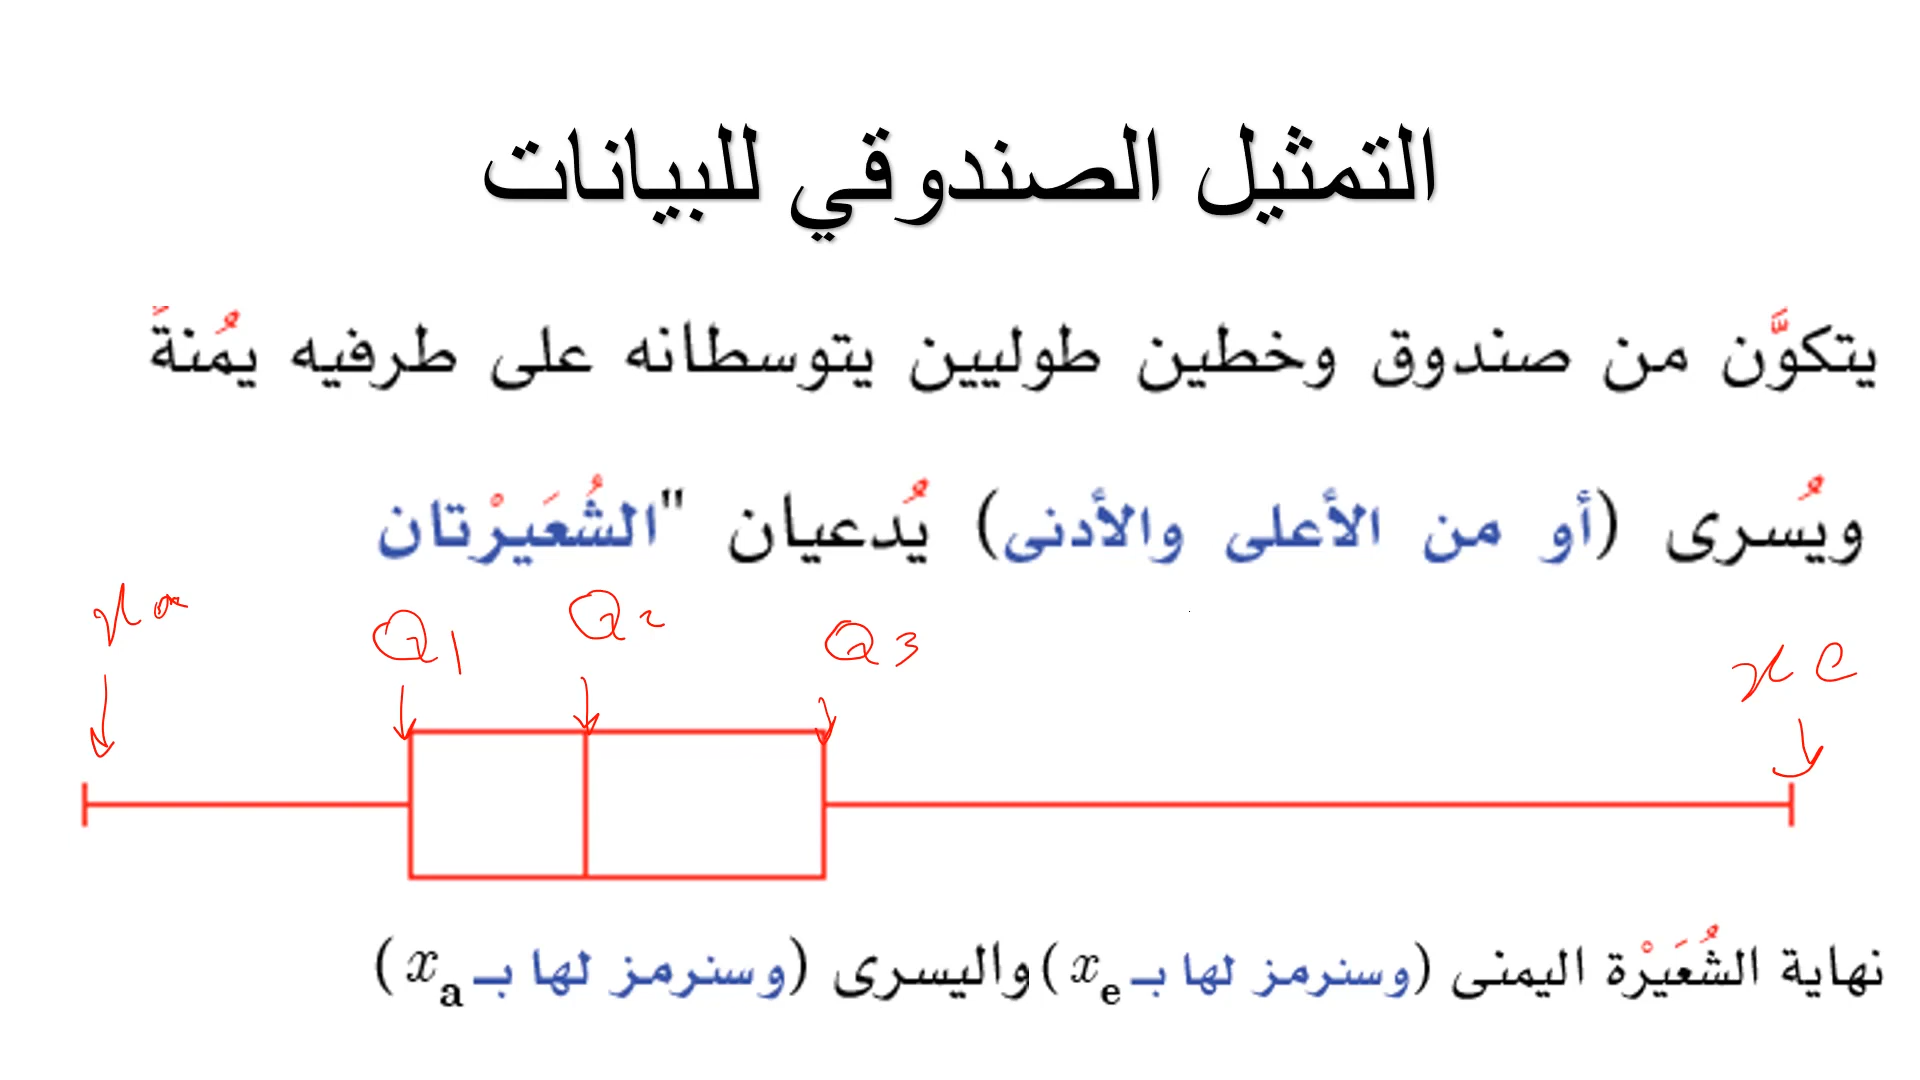 التمثيل الصندوقي للبيانات
يتكوَّن من صندوق وخطين طوليين يتوسطانه على طرفيه يمُنةَ
ويُسرى (أو من الأعلى والأدنى) يُدعيان "الشُعَيرْتان
xa Q1 Q2 Q3 xe
نهاية الشُعَيْرة اليمنى (وسنرمز لها بـ xe) واليسرى (وسنرمز لها بـ xa)